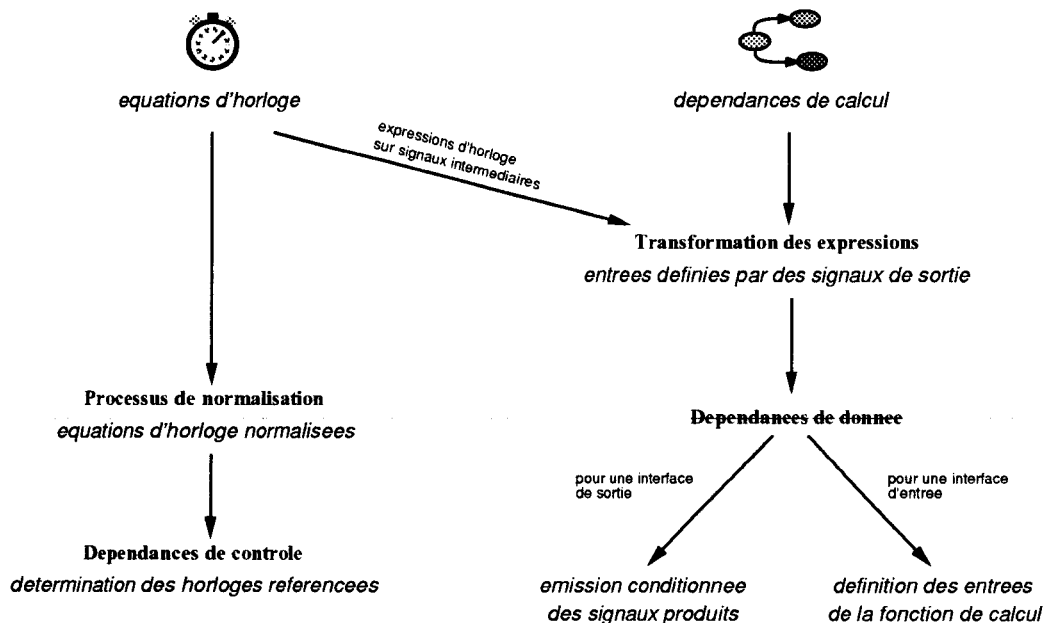 equations d'horloge
dependances de calcul
expressions d'horloge
sur signaux intermediaires
Transformation des expressions
entrees definies par des signaux de sortie
Processus de normalisation
equations d'horloge normalisees
Dependances de donnee
pour une interface
de sortie
pour une interface
d'entree
Dependances de controle
determination des horloges referencees
emission conditionnee
des signaux produits
definition des entrees
de la fonction de calcul